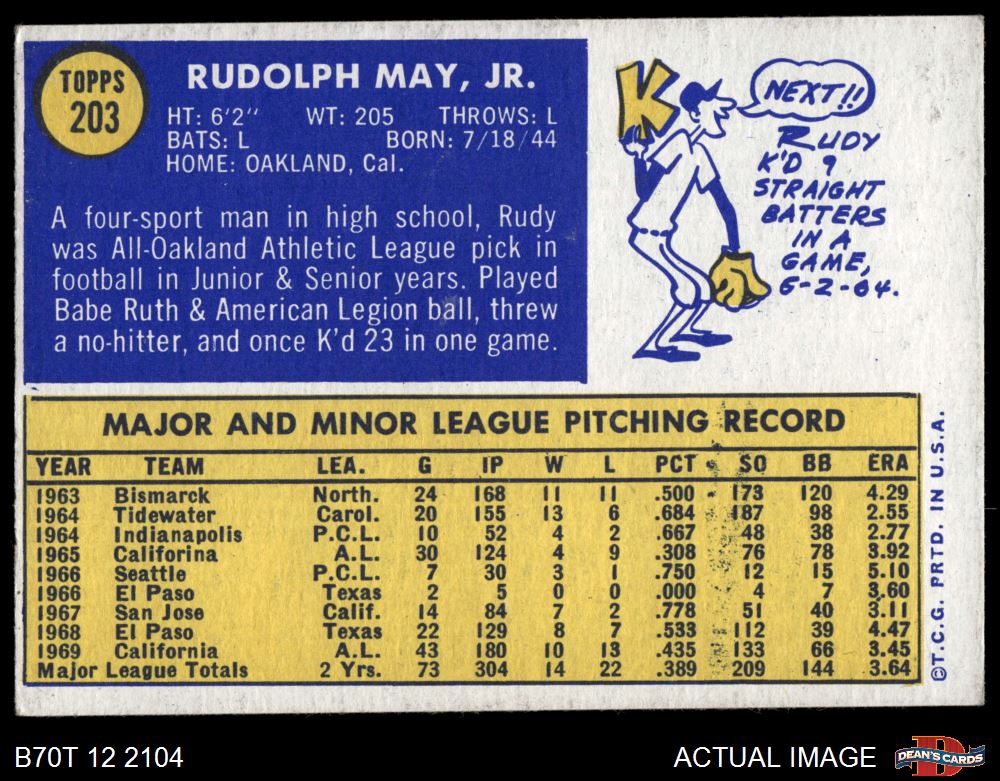 TOPPS
203
RUDOLPH MAY, JR.
HT: 6'2" WT: 205 THROWS: L
BATS: L BORN: 7/18/44
HOME: OAKLAND, Cal.
A four-sport man in high school, Rudy
was All-Oakland Athletic League pick in
football in Junior & Senior years. Played
Babe Ruth & American Legion ball, threw
a no-hitter, and once K'd 23 in one game.
K
NEXT!!
RUDY
K'D 9
STRAIGHT
BATTERS
IN A
GAME,
6-2-64.
MAJOR AND MINOR LEAGUE PITCHING RECORD
YEAR TEAM LEA. G IP W L PCT. SO BB ERA
1963 Bismarck North. 24 168 11 11 .500 173 120 4.29
1964 Tidewater Carol. 20 155 13 6 .684 187 98 2.55
1964 Indianapolis P.C.L. 10 52 4 2 .667 48 38 2.77
1965 Califorina A.L. 30 124 4 9 .308 76 78 3.92
1966 Seattle P.C.L. 7 30 3 1 .750 12 15 5.10
1966 El Paso Texas 2 5 0 0 .000 4 7 3.60
1967 San Jose Calif. 14 84 7 2 .778 51 40 3.11
1968 El Paso Texas 22 129 8 7 .533 112 39 4.47
1969 California A.L. 43 180 10 13 .435 133 66 3.45
Major League Totals 2 Yrs. 73 304 14 22 .389 209 144 3.64
©T.C.G. PRTD. IN U.S.A.
B70T 12 2104
ACTUAL IMAGE
D
DEAN'S CARDS